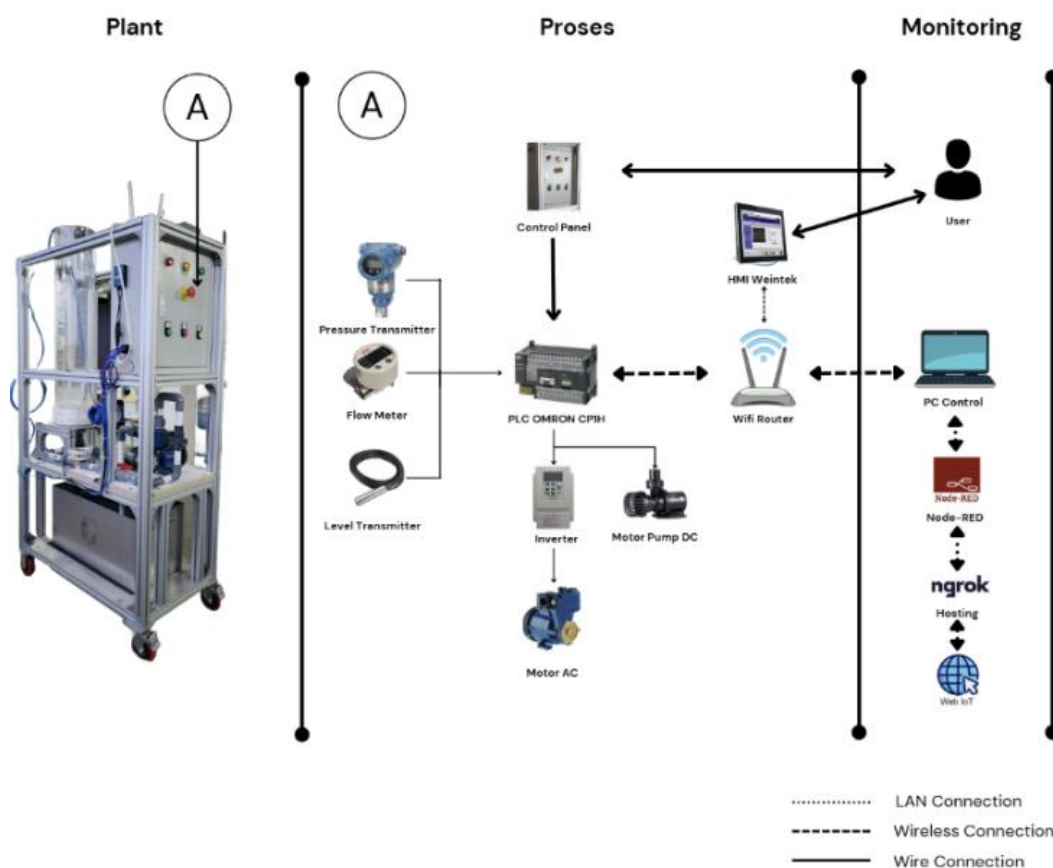 Plant
Proses
Monitoring
A
A
Control Panel
User
HMI Weintek
Pressure Transmitter
Flow Meter
PLC OMRON CP1H
Wifi Router
PC Control
Level Transmitter
Inverter
Motor Pump DC
Node-RED
Node-RED
ngrok
Hosting
Motor AC
Web IoT
LAN Connection
Wireless Connection
Wire Connection